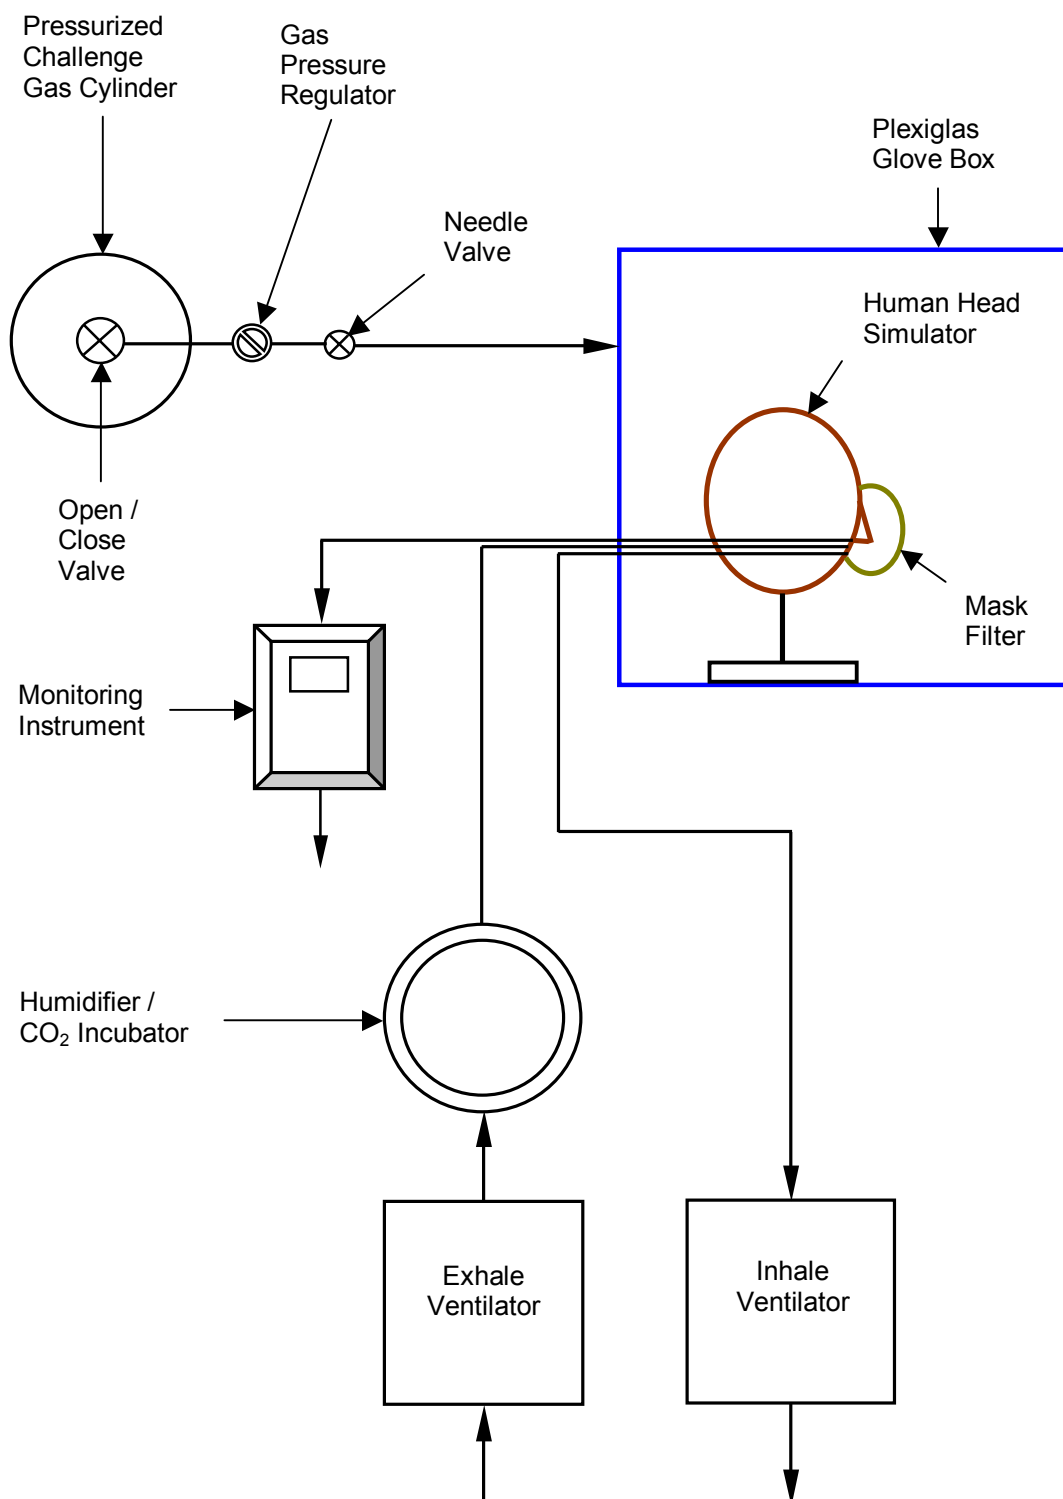 Pressurized
Challenge
Gas Cylinder
Gas
Pressure
Regulator
Plexiglas
Glove Box
Needle
Valve
Human Head
Simulator
Open /
Close
Valve
Mask
Filter
Monitoring
Instrument
Humidifier /
CO₂ Incubator
Exhale
Ventilator
Inhale
Ventilator